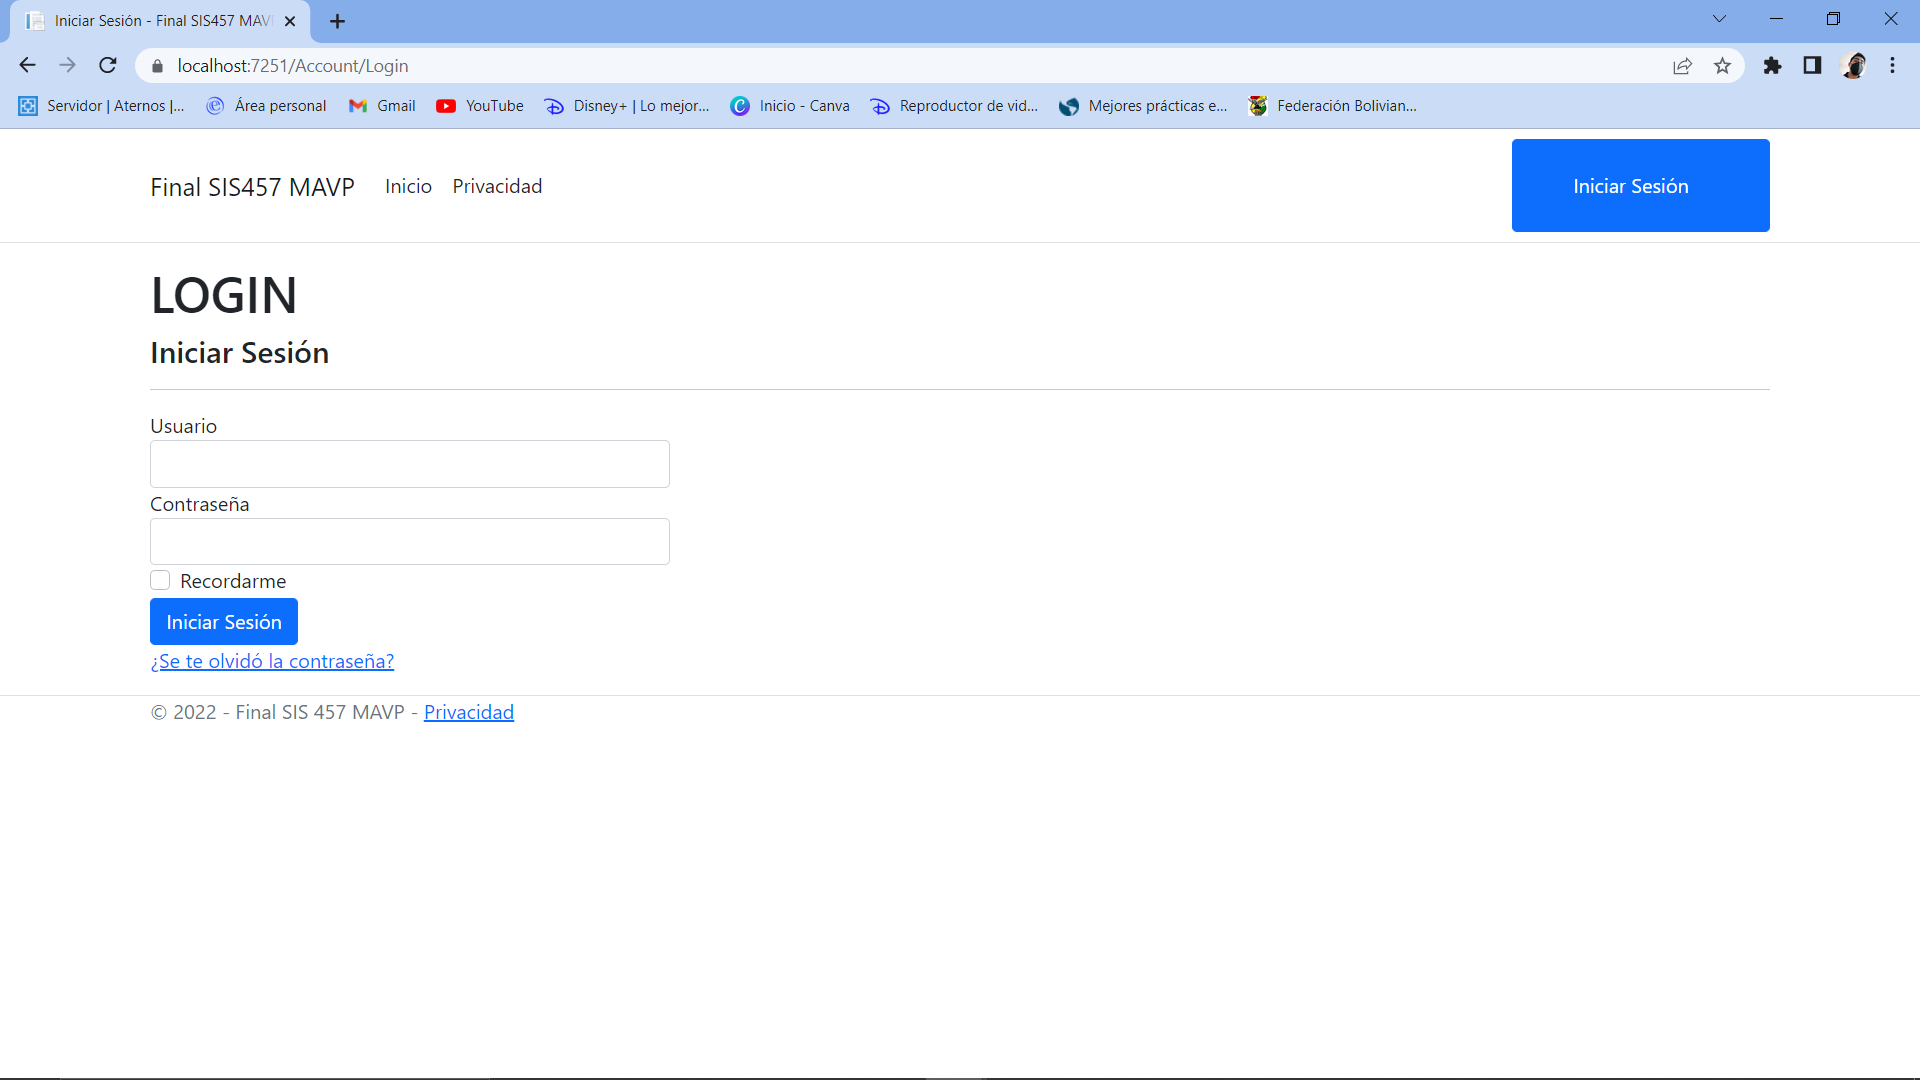 Iniciar Sesión - Final SIS457 MAV
localhost:7251/Account/Login
Servidor | Aternos |... Área personal Gmail YouTube Disney+ | Lo mejor... Inicio - Canva Reproductor de vid... Mejores prácticas e... Federación Bolivian...
Final SIS457 MAVP Inicio Privacidad Iniciar Sesión
LOGIN
Iniciar Sesión
Usuario
Contraseña
Recordarme
Iniciar Sesión
¿Se te olvidó la contraseña?
© 2022 - Final SIS 457 MAVP - Privacidad